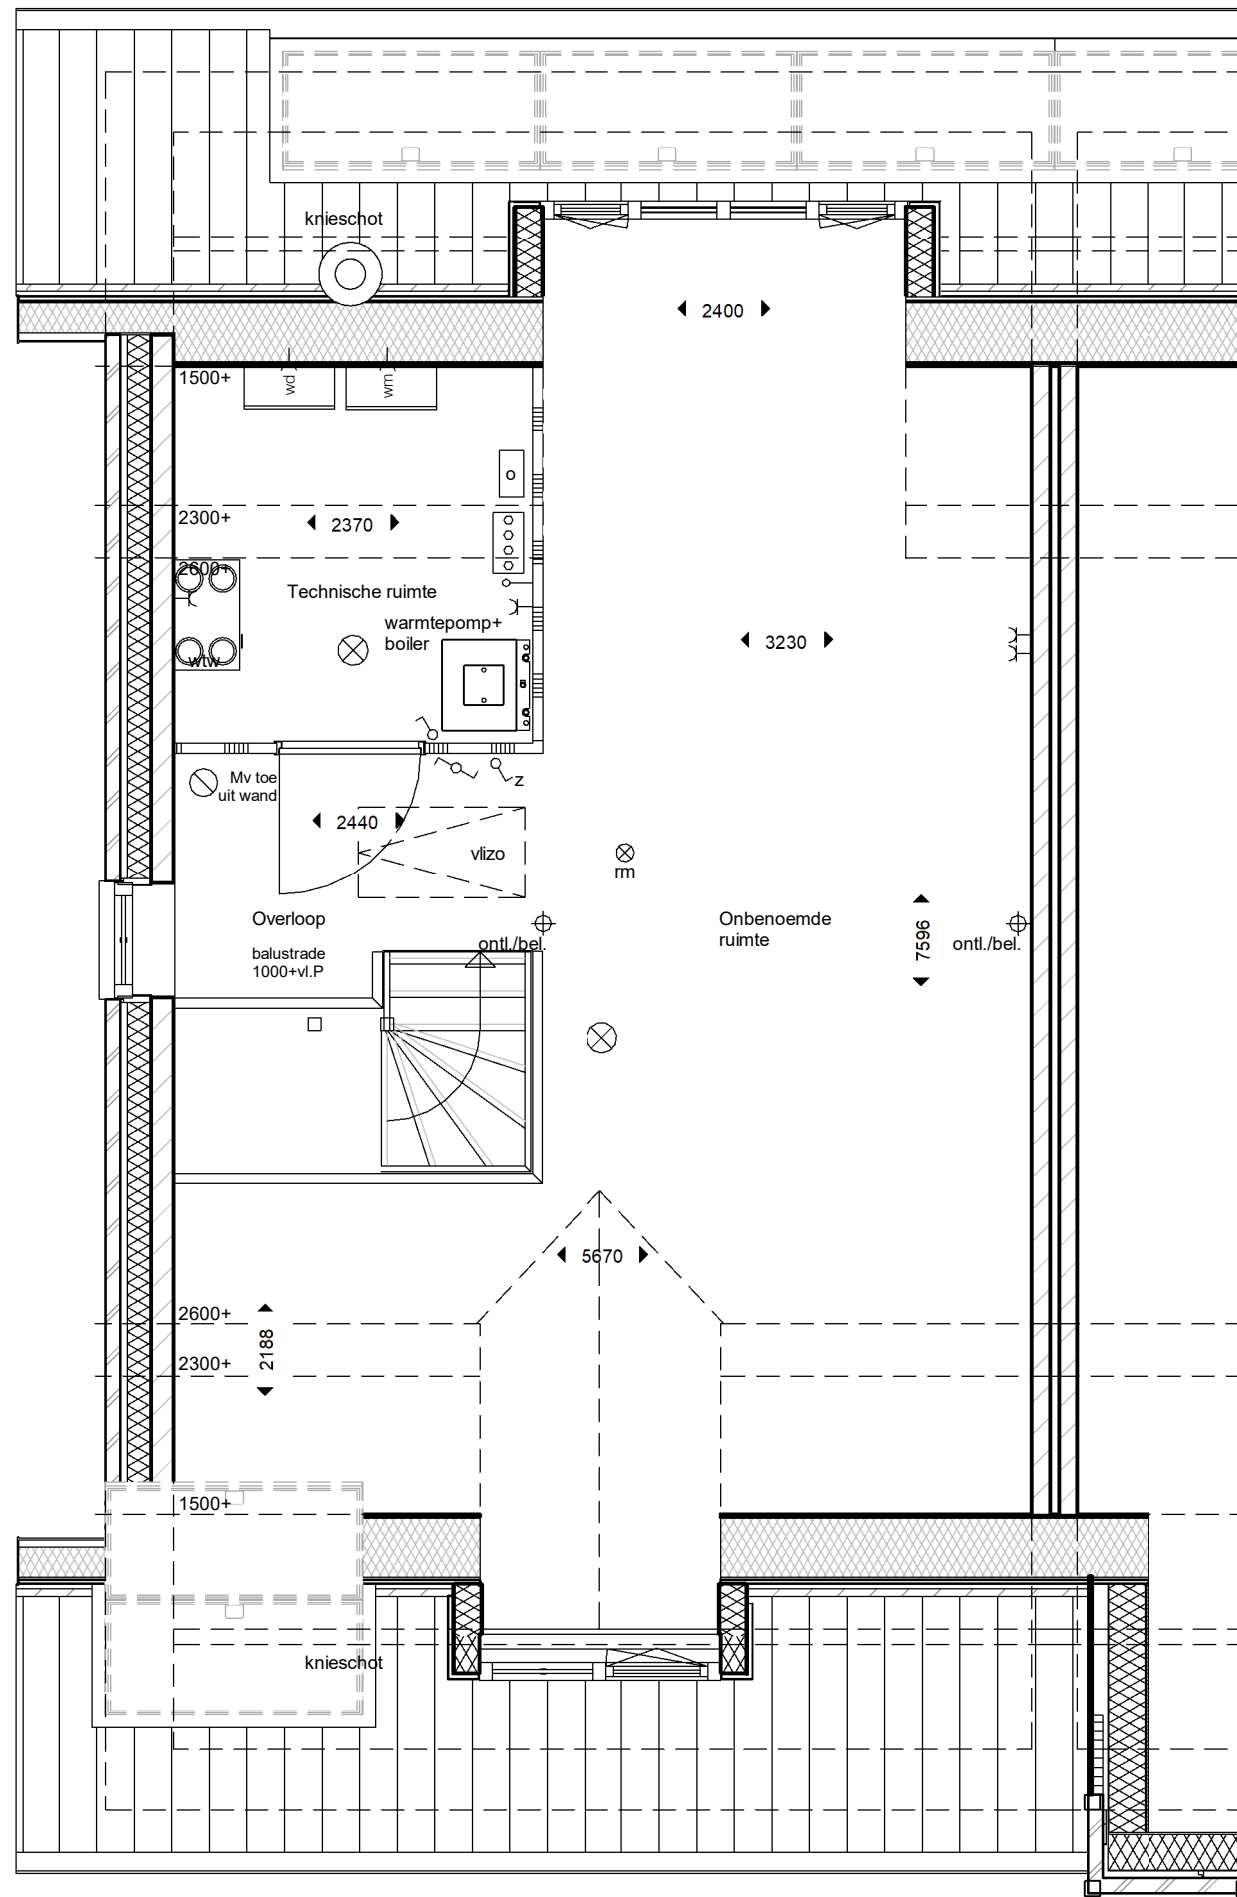 knieschot
2400
1500+
wd
wm
2300+
2370
o
2600+
Technische ruimte
warmtepomp+
boiler
wtw
3230
Mv toe
uit wand
z
2440
vlizo
rm
Overloop
balustrade
1000+vl.P
ontl./bel.
Onbenoemde
ruimte
7596
ontl./bel.
5670
2600+
2188
2300+
1500+
knieschot